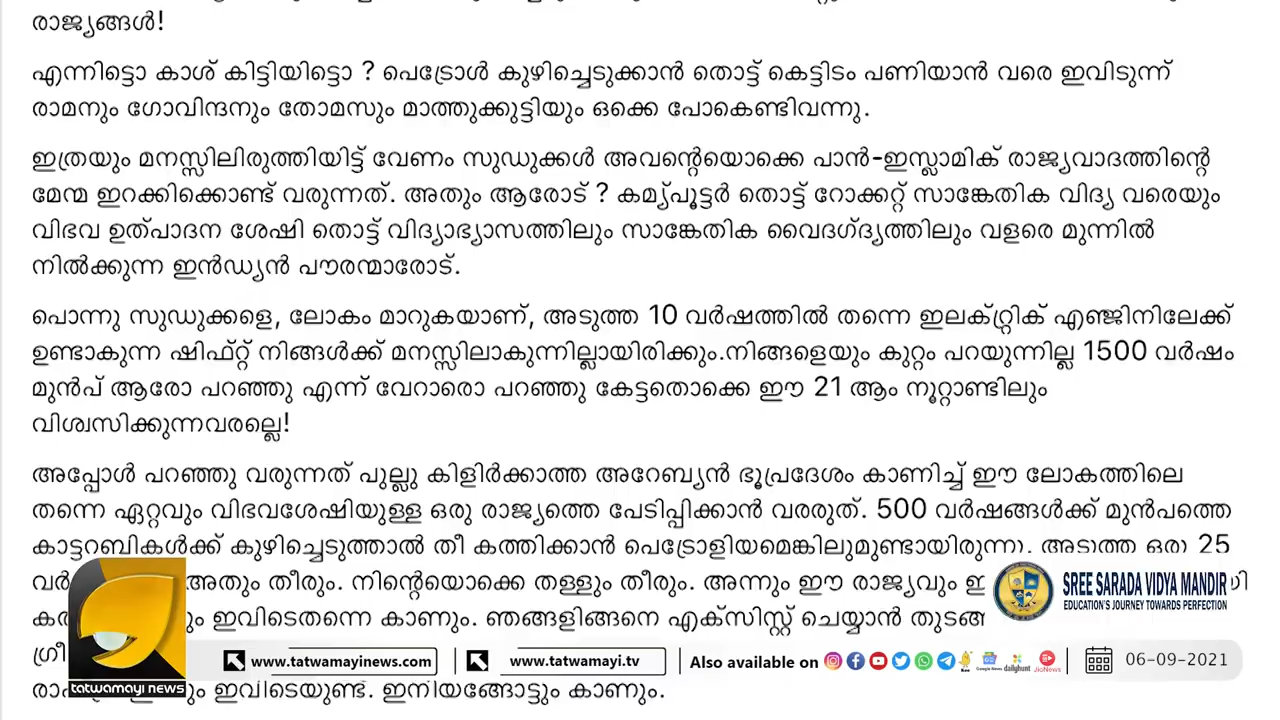 രാജ്യങ്ങൾ!
എന്നിട്ടൊ കാശ് കിട്ടിയിട്ടൊ ? പെട്രോൾ കുഴിച്ചെടുക്കാൻ തൊട്ട് കെട്ടിടം പണിയാൻ വരെ ഇവിടുന്ന്
രാമനും ഗോവിന്ദനും തോമസും മാത്തുക്കുട്ടിയും ഒക്കെ പോകെണ്ടിവന്നു.
ഇത്രയും മനസ്സിലിരുത്തിയിട്ട് വേണം സുഡുക്കൾ അവന്റെയൊക്കെ പാൻ-ഇസ്ലാമിക് രാജ്യവാദത്തിന്റെ
മേന്മ ഇറക്കിക്കൊണ്ട് വരുന്നത്. അതും ആരോട് ? കമ്പ്യൂട്ടർ തൊട്ട് റോക്കറ്റ് സാങ്കേതിക വിദ്യ വരെയും
വിഭവ ഉത്പാദന ശേഷി തൊട്ട് വിദ്യാഭ്യാസത്തിലും സാങ്കേതിക വൈദഗ്ദ്യത്തിലും വളരെ മുന്നിൽ
നിൽക്കുന്ന ഇൻഡ്യൻ പൗരന്മാരോട്.
പൊന്നു സുഡുക്കളെ, ലോകം മാറുകയാണ്, അടുത്ത 10 വർഷത്തിൽ തന്നെ ഇലക്ട്രിക് എഞ്ജിനിലേക്ക്
ഉണ്ടാകുന്ന ഷിഫ്റ്റ് നിങ്ങൾക്ക് മനസ്സിലാകുന്നില്ലായിരിക്കും.നിങ്ങളെയും കുറ്റം പറയുന്നില്ല 1500 വർഷം
മുൻപ് ആരോ പറഞ്ഞു എന്ന് വേറാരൊ പറഞ്ഞു കേട്ടതൊക്കെ ഈ 21 ആം നൂറ്റാണ്ടിലും
വിശ്വസിക്കുന്നവരല്ലെ!
അപ്പോൾ പറഞ്ഞു വരുന്നത് പുല്ലു കിളിർക്കാത്ത അറേബ്യൻ ഭൂപ്രദേശം കാണിച്ച് ഈ ലോകത്തിലെ
തന്നെ ഏറ്റവും വിഭവശേഷിയുള്ള ഒരു രാജ്യത്തെ പേടിപ്പിക്കാൻ വരരുത്. 500 വർഷങ്ങൾക്ക് മുൻപത്തെ
കാട്ടറബികൾക്ക് കുഴിച്ചെടുത്താൽ തീ കത്തിക്കാൻ പെട്രോളിയമെങ്കിലുമുണ്ടായിരുന്നു. അടുത്ത ഒരു 25
അതും തീരും. നിന്റെയൊക്കെ തള്ളും തീരും. അന്നും ഈ രാജ്യവും
ഇവിടെതന്നെ കാണും. ഞങ്ങളിങ്ങനെ എക്സിസ്റ്റ് ചെയ്യാൻ
ഇവിടെയുണ്ട്. ഇനിയങ്ങോട്ടും കാണും.
SREE SARADA VIDYA MANDIR
EDUCATION'S JOURNEY TOWARDS PERFECTION
tatwamayi news
www.tatwamayinews.com
www.tatwamayi.tv
Also available on
Google News
dailyhunt
JioNews
06-09-2021